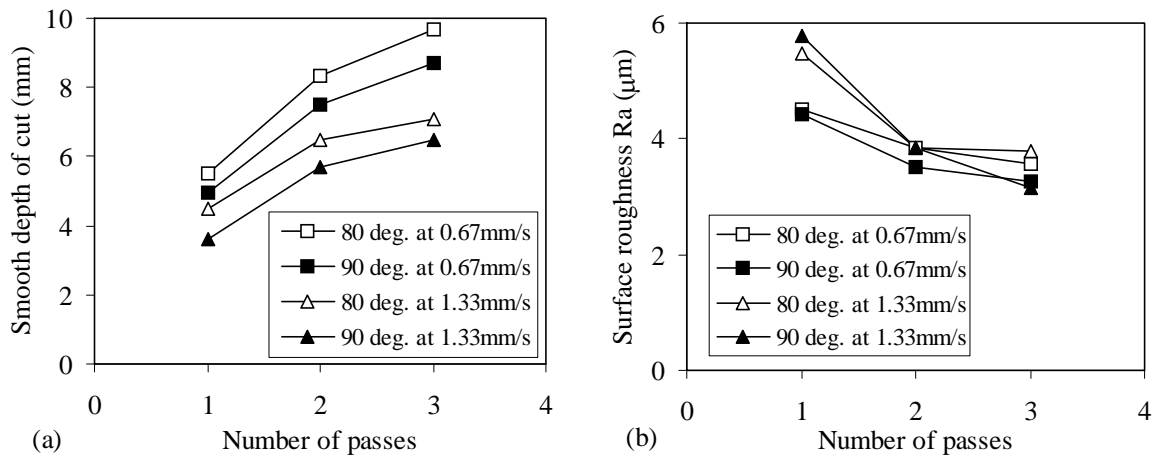 Smooth depth of cut (mm)
10
8
6
4
2
0
0
1
2
3
4
80 deg. at 0.67mm/s
90 deg. at 0.67mm/s
80 deg. at 1.33mm/s
90 deg. at 1.33mm/s
(a)
Number of passes
Surface roughness Ra (μm)
6
4
2
0
0
1
2
3
4
80 deg. at 0.67mm/s
90 deg. at 0.67mm/s
80 deg. at 1.33mm/s
90 deg. at 1.33mm/s
(b)
Number of passes